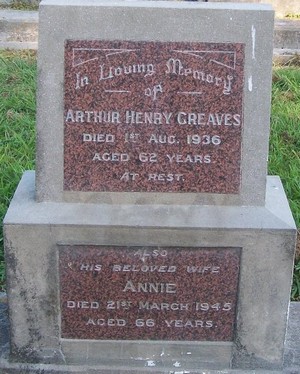 In Loving Memory
of
ARTHUR HENRY GREAVES
DIED 1ST AUG. 1936
AGED 62 YEARS.
AT REST.
ALSO
HIS BELOVED WIFE
ANNIE
DIED 21ST MARCH 1945
AGED 66 YEARS.